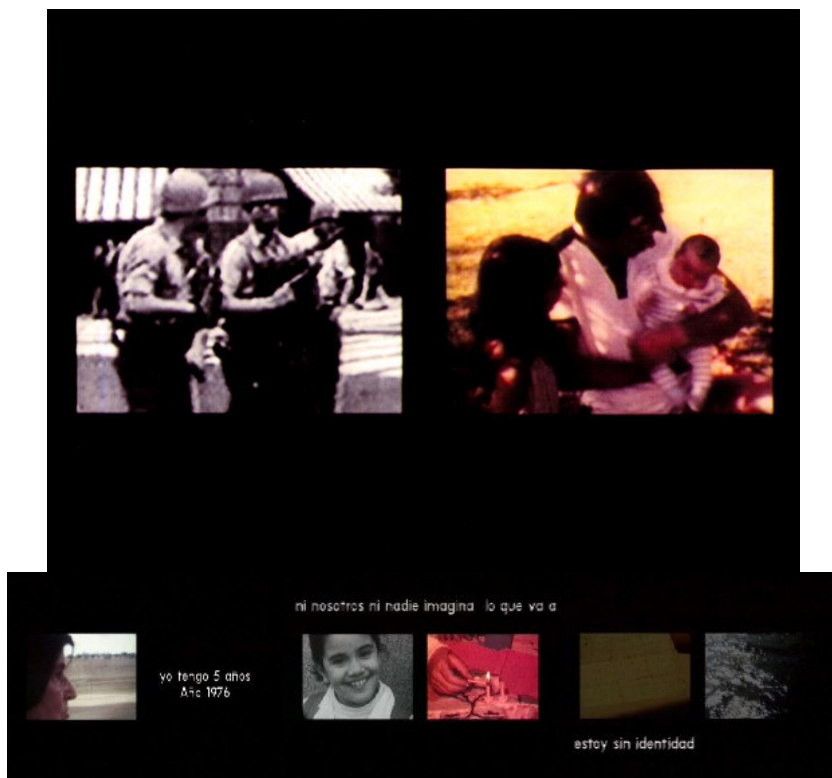 ni nosotros ni nadie imagina lo que va a
yo tengo 5 años
Año 1976
estoy sin identidad